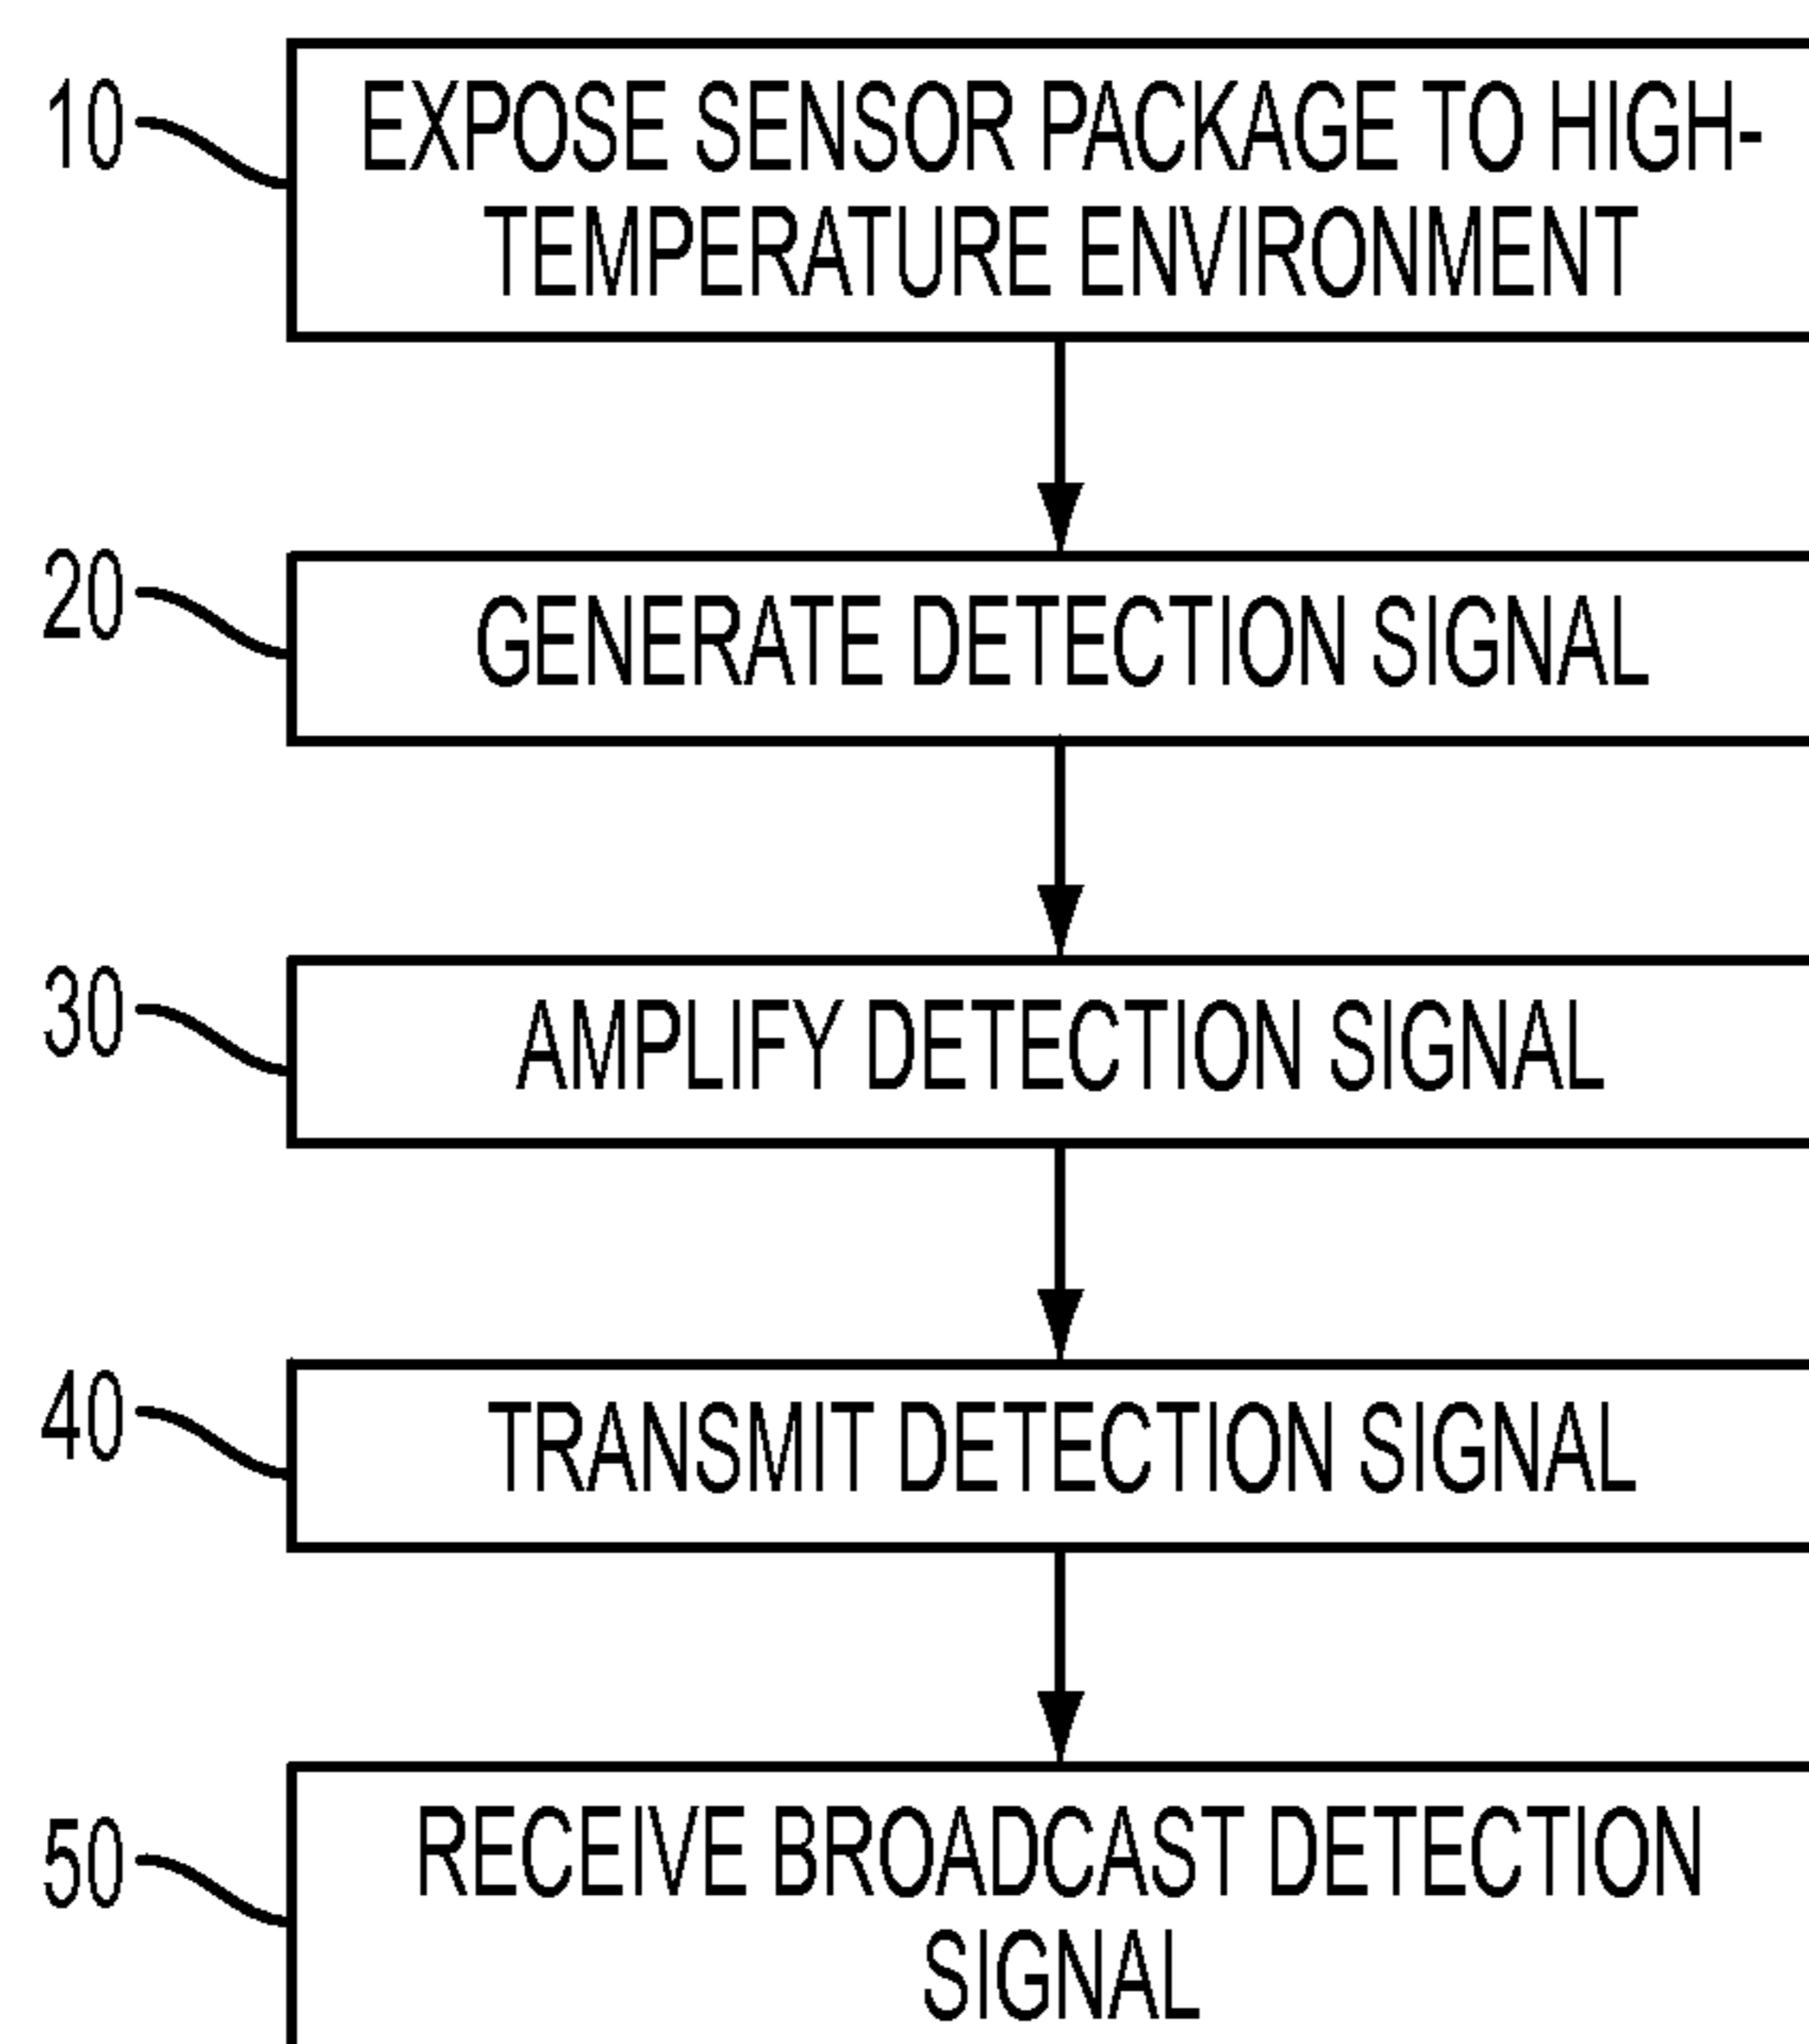 10
EXPOSE SENSOR PACKAGE TO HIGH-
TEMPERATURE ENVIRONMENT
20
GENERATE DETECTION SIGNAL
30
AMPLIFY DETECTION SIGNAL
40
TRANSMIT DETECTION SIGNAL
50
RECEIVE BROADCAST DETECTION
SIGNAL